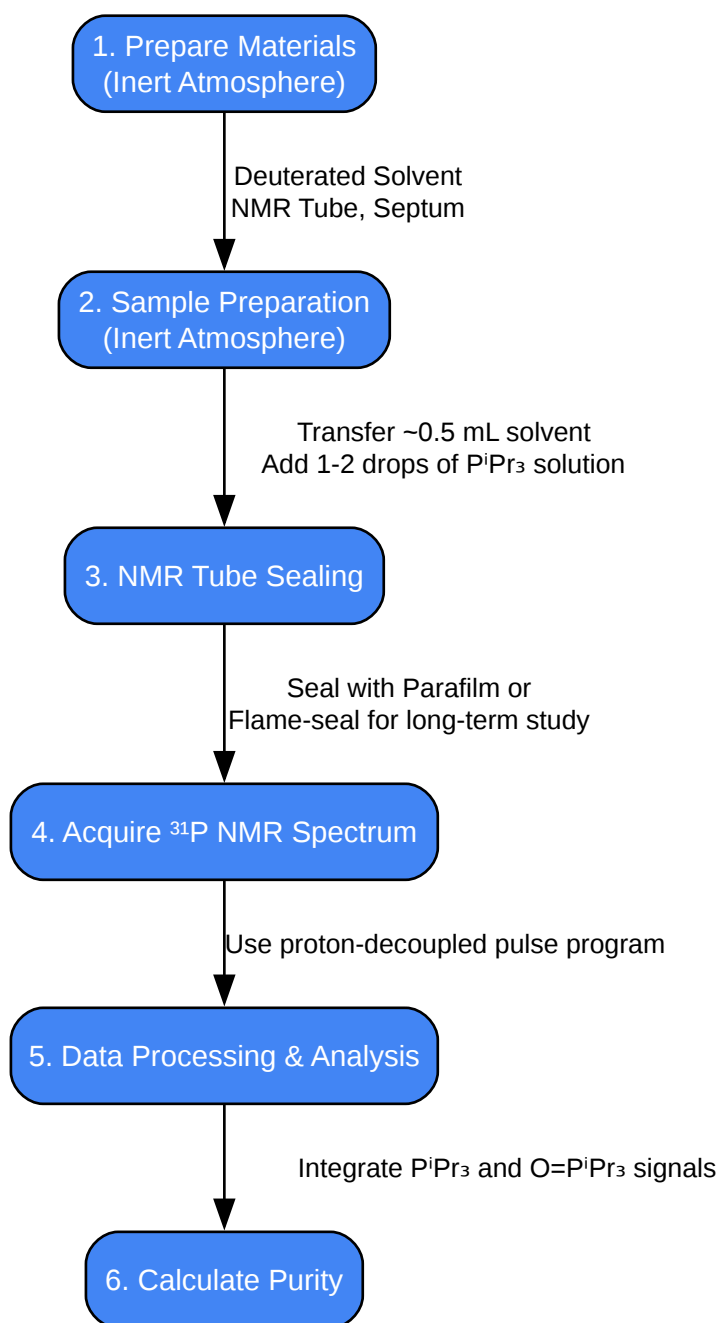 1. Prepare Materials
(Inert Atmosphere)
Deuterated Solvent
NMR Tube, Septum
2. Sample Preparation
(Inert Atmosphere)
Transfer ~0.5 mL solvent
Add 1-2 drops of PⁱPr₃ solution
3. NMR Tube Sealing
Seal with Parafilm or
Flame-seal for long-term study
4. Acquire ³¹P NMR Spectrum
Use proton-decoupled pulse program
5. Data Processing & Analysis
Integrate PⁱPr₃ and O=PⁱPr₃ signals
6. Calculate Purity